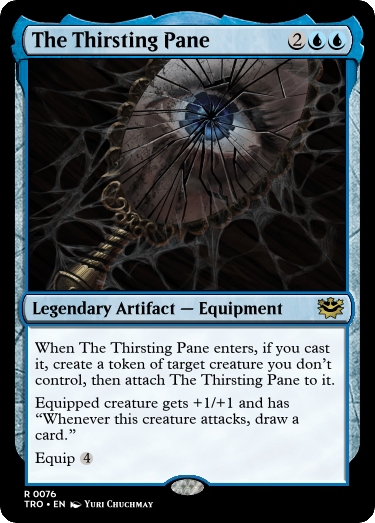 The Thirsting Pane 2
Legendary Artifact — Equipment
When The Thirsting Pane enters, if you cast
it, create a token of target creature you don't
control, then attach The Thirsting Pane to it.
Equipped creature gets +1/+1 and has
"Whenever this creature attacks, draw a
card."
Equip 4
R 0076
TRO • EN Yuri Chuchmay